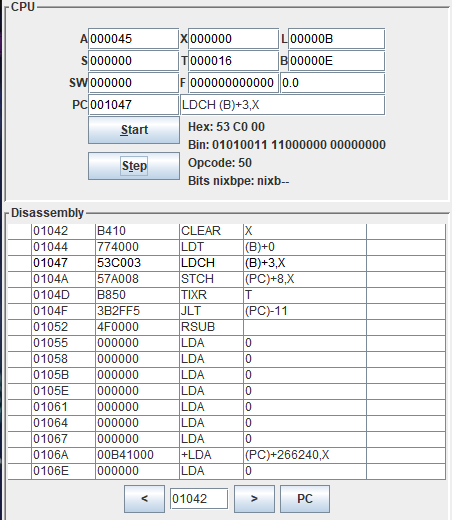 CPU
A 000045 X 000000 L 00000B
S 000000 T 000016 B 00000E
SW 000000 F 000000000000 0.0
PC 001047 LDCH (B)+3,X
Start Hex: 53 C0 00
Bin: 01010011 11000000 00000000
Step Opcode: 50
Bits nixbpe: nixb--
Disassembly
01042 B410 CLEAR X
01044 774000 LDT (B)+0
01047 53C003 LDCH (B)+3,X
0104A 57A008 STCH (PC)+8,X
0104D B850 TIXR T
0104F 3B2FF5 JLT (PC)-11
01052 4F0000 RSUB
01055 000000 LDA 0
01058 000000 LDA 0
0105B 000000 LDA 0
0105E 000000 LDA 0
01061 000000 LDA 0
01064 000000 LDA 0
01067 000000 LDA 0
0106A 00B41000 +LDA (PC)+266240,X
0106E 000000 LDA 0
< 01042 > PC